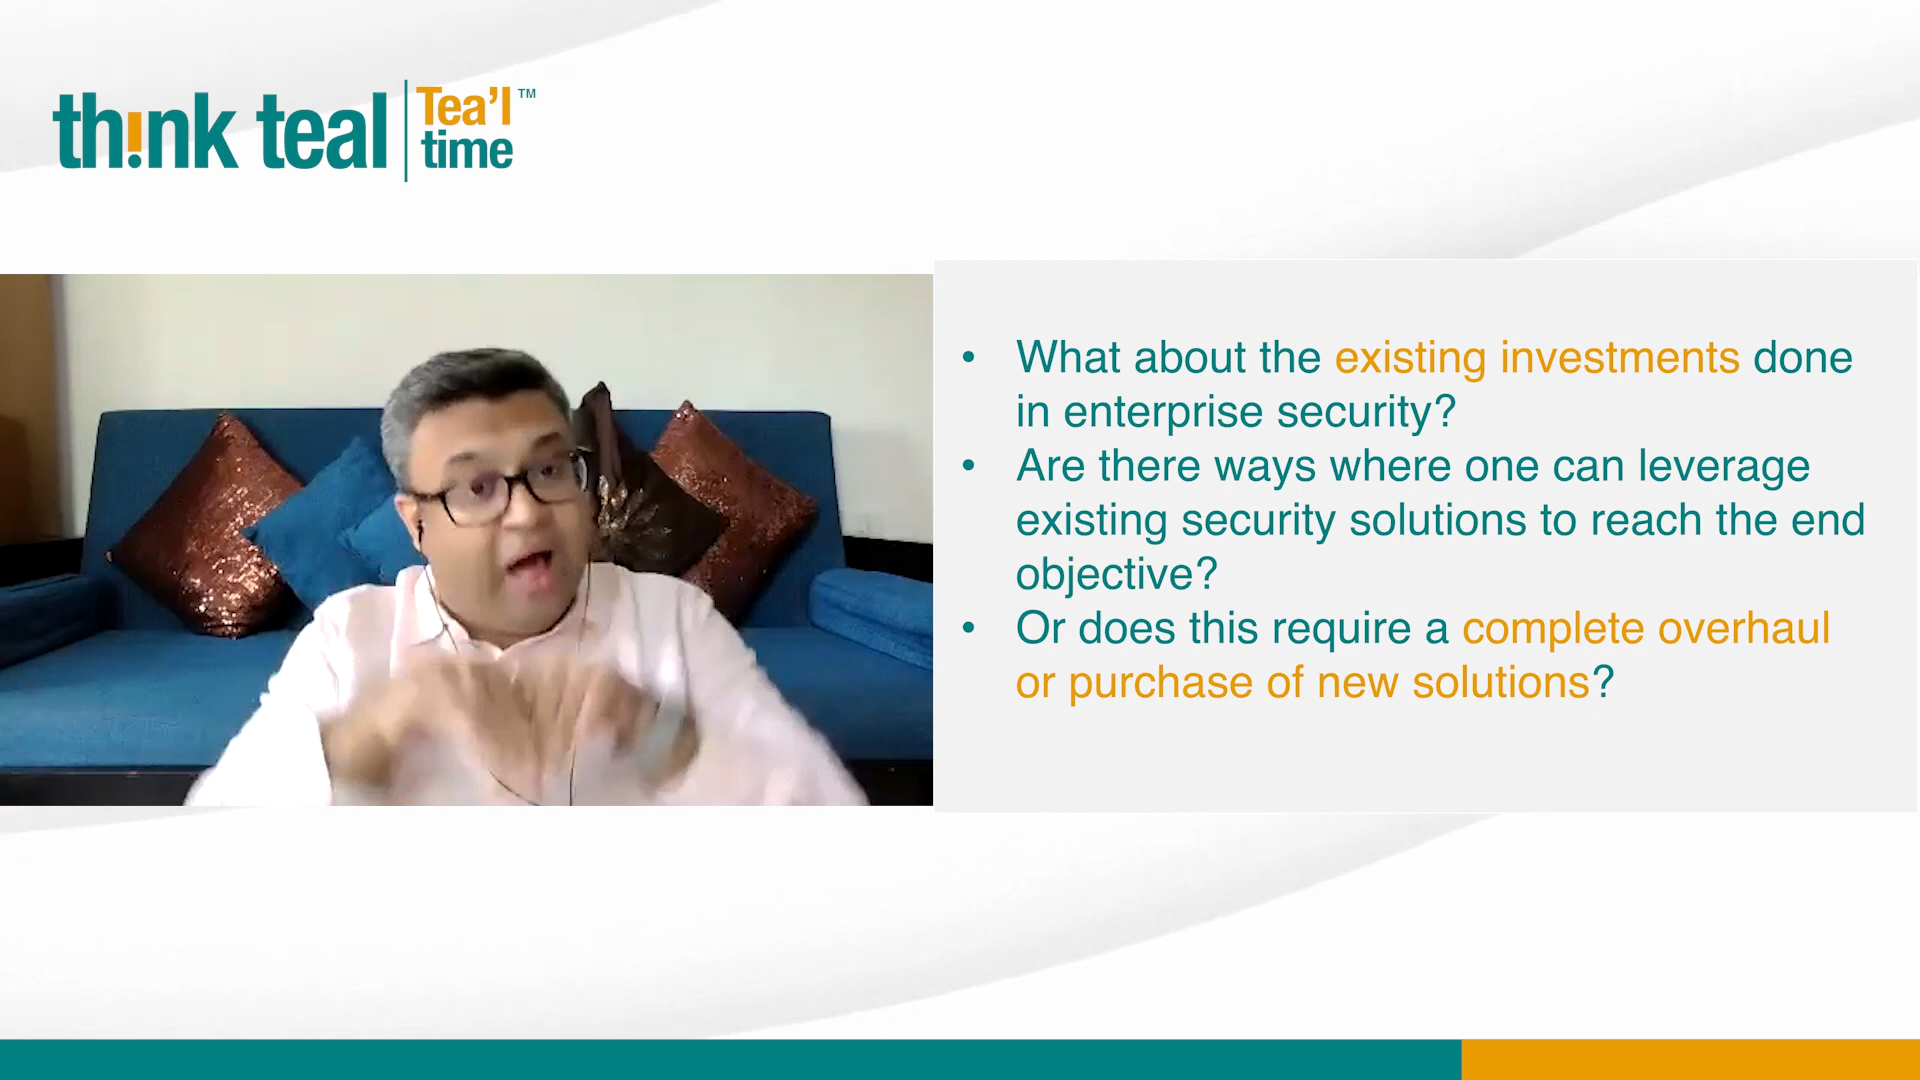 th!nk teal
Tea'l™
time
• What about the existing investments done
in enterprise security?
• Are there ways where one can leverage
existing security solutions to reach the end
objective?
• Or does this require a complete overhaul
or purchase of new solutions?